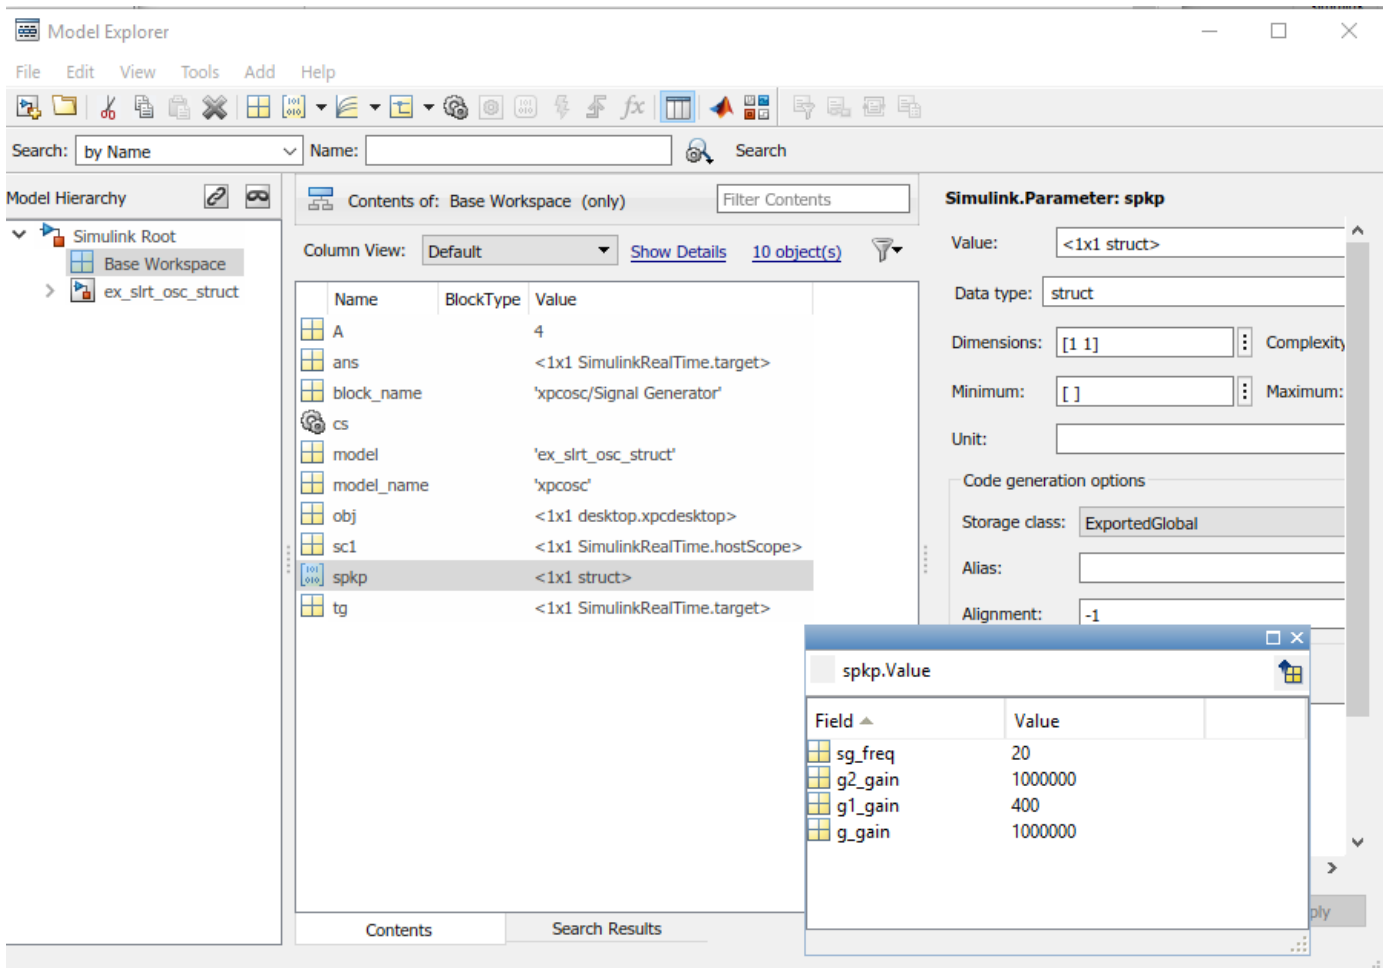 Model Explorer
File Edit View Tools Add Help
Search: by Name Name: Search
Model Hierarchy
Simulink Root
Base Workspace
ex_slrt_osc_struct
Contents of: Base Workspace (only) Filter Contents
Column View: Default Show Details 10 object(s)
Name BlockType Value
A 4
ans <1x1 SimulinkRealTime.target>
block_name 'xpcosc/Signal Generator'
cs
model 'ex_slrt_osc_struct'
model_name 'xpcosc'
obj <1x1 desktop.xpcdesktop>
sc1 <1x1 SimulinkRealTime.hostScope>
spkp <1x1 struct>
tg <1x1 SimulinkRealTime.target>
Contents Search Results
Simulink.Parameter: spkp
Value: <1x1 struct>
Data type: struct
Dimensions: [1 1] Complexity
Minimum: [ ] Maximum:
Unit:
Code generation options
Storage class: ExportedGlobal
Alias:
Alignment: -1
spkp.Value
Field Value
sg_freq 20
g2_gain 1000000
g1_gain 400
g_gain 1000000
ply